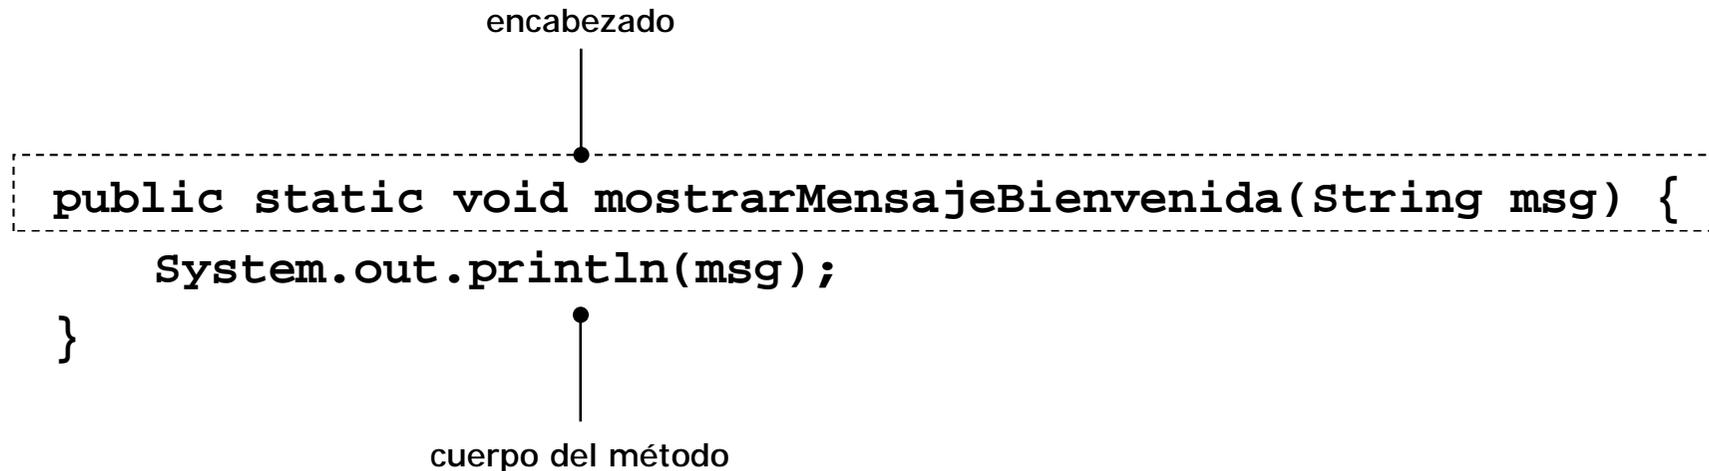 encabezado
public static void mostrarMensajeBienvenida(String msg) {
System.out.println(msg);
}
cuerpo del método